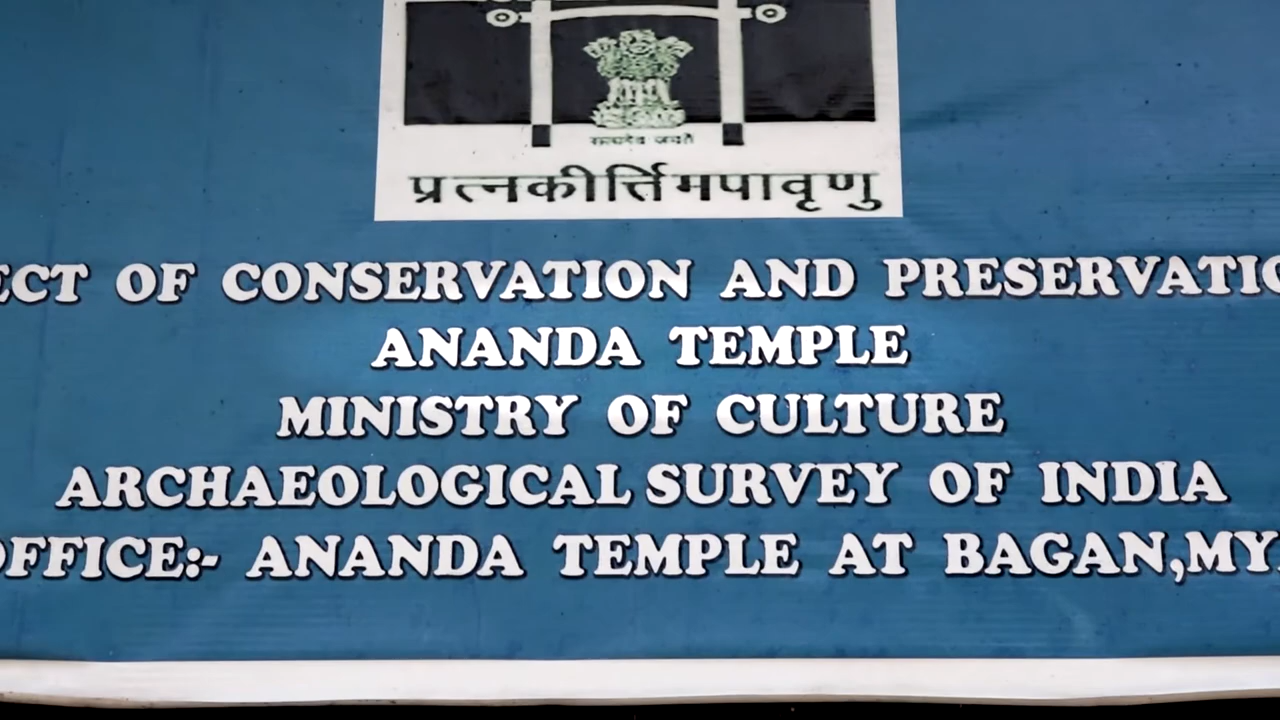 सत्यमेव जयते
प्रत्नकीर्त्तिमपावृणु
ECT OF CONSERVATION AND PRESERVATIO
ANANDA TEMPLE
MINISTRY OF CULTURE
ARCHAEOLOGICAL SURVEY OF INDIA
OFFICE:- ANANDA TEMPLE AT BAGAN,MY